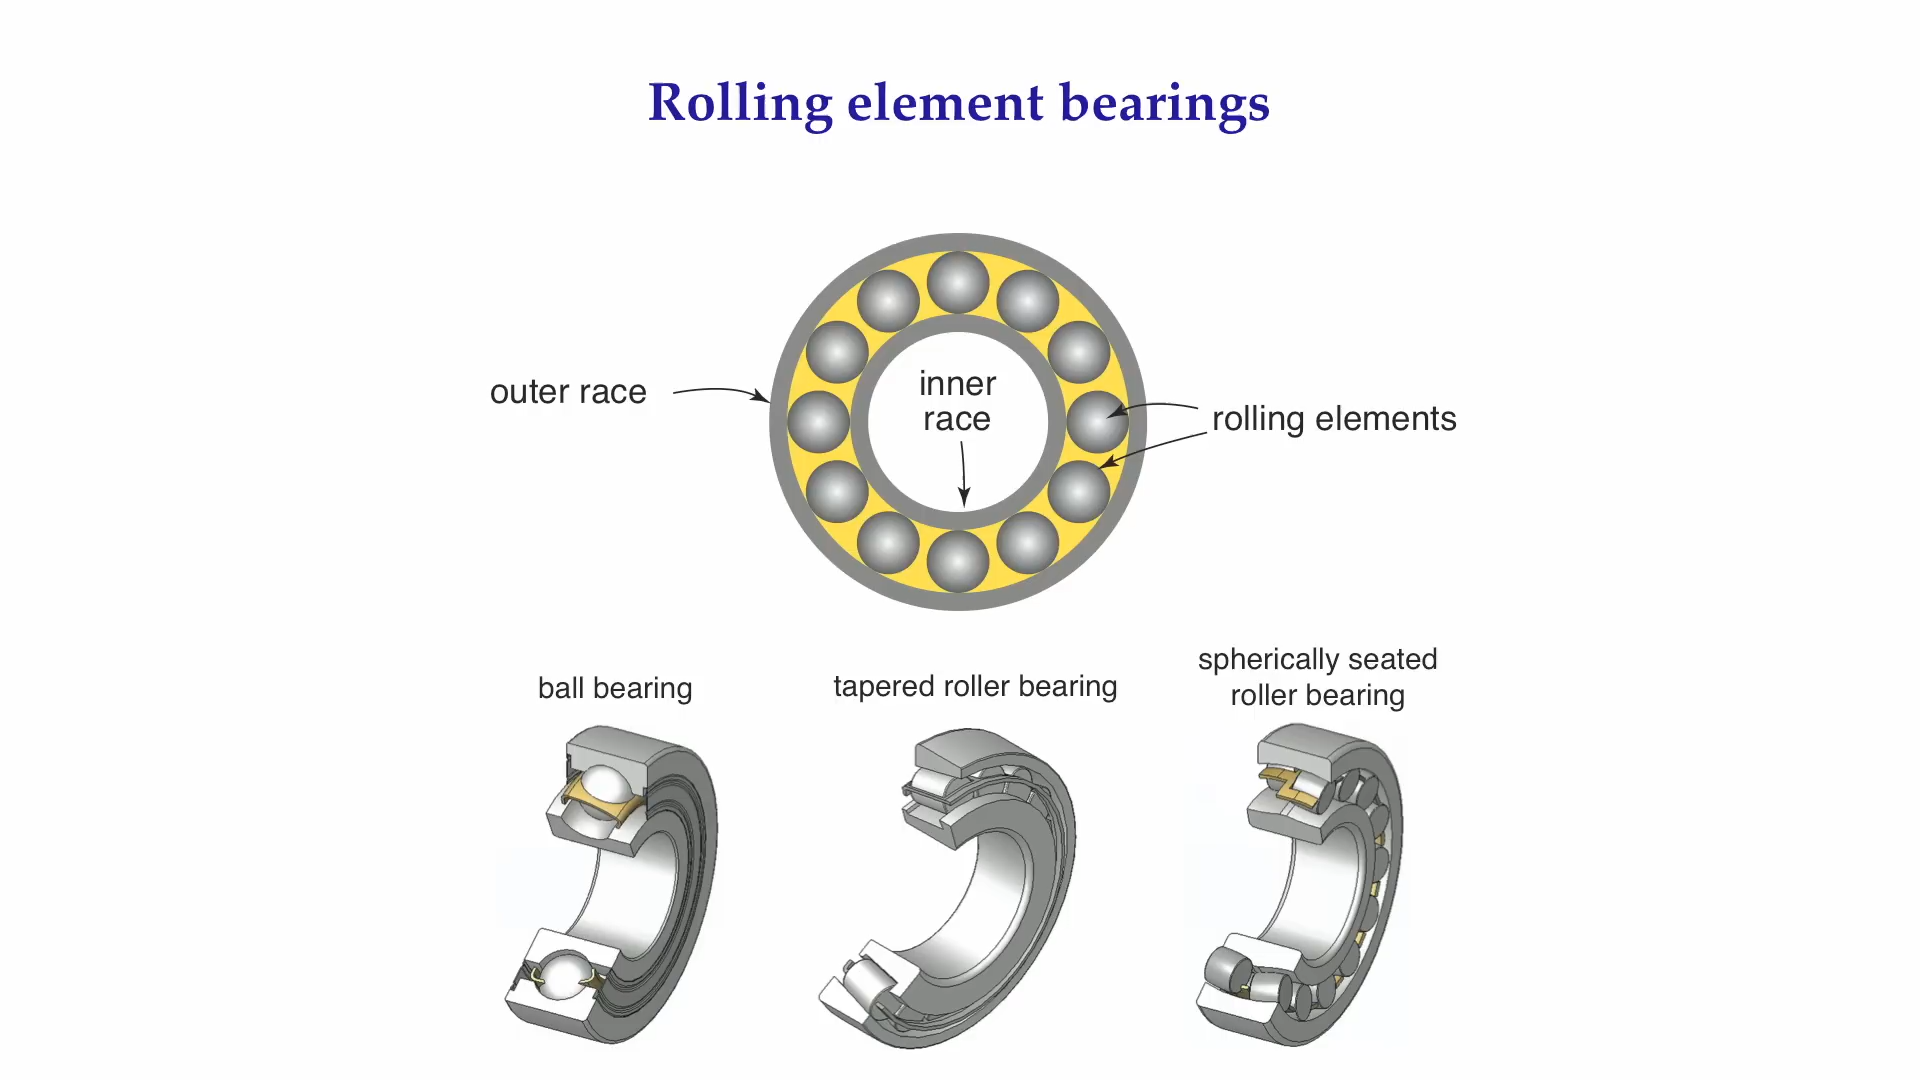 Rolling element bearings
outer race
inner
race
rolling elements
ball bearing
tapered roller bearing
spherically seated
roller bearing